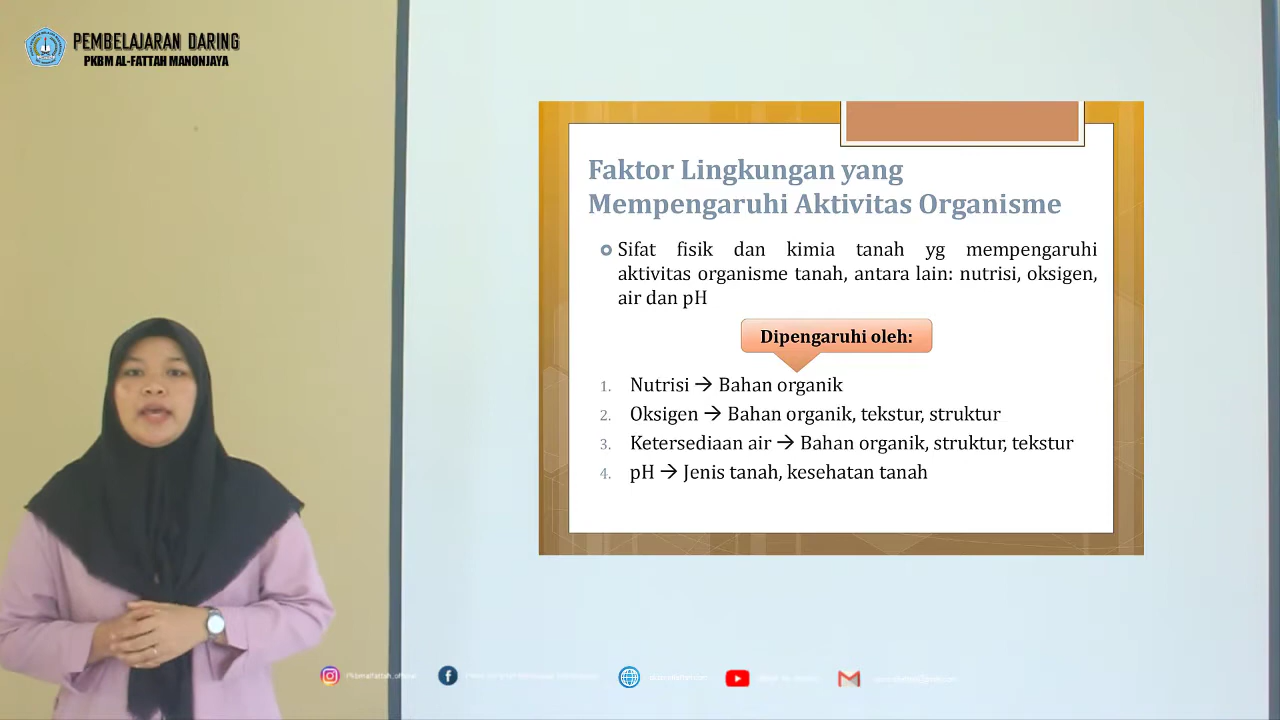 PEMBELAJARAN DARING
PKBM AL-FATTAH MANONJAYA
Faktor Lingkungan yang
Mempengaruhi Aktivitas Organisme
Sifat fisik dan kimia tanah yg mempengaruhi
aktivitas organisme tanah, antara lain: nutrisi, oksigen,
air dan pH
Dipengaruhi oleh:
1. Nutrisi → Bahan organik
2. Oksigen → Bahan organik, tekstur, struktur
3. Ketersediaan air → Bahan organik, struktur, tekstur
4. pH → Jenis tanah, kesehatan tanah